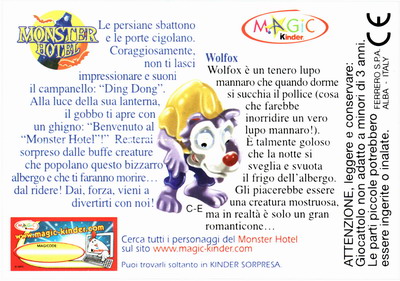 MONSTER
HOTEL
Le persiane sbattono
e le porte cigolano.
Coraggiosamente,
non ti lasci
impressionare e suoni
il campanello: “Ding Dong”.
Alla luce della sua lanterna,
il gobbo ti apre con
un ghigno: “Benvenuto al
“Monster Hotel”!” Resterai
sorpreso dalle buffe creature
che popolano questo bizzarro
albergo e che ti faranno morire...
dal ridere! Dai, forza, vieni a
divertirti con noi!
MAGIC
Kinder
Wolfox
Wolfox è un tenero lupo
mannaro che quando dorme
si succhia il pollice (cosa
che farebbe
inorridire un vero
lupo mannaro!).
È talmente goloso
che la notte si
sveglia e svuota
il frigo dell'albergo.
Gli piacerebbe essere
una creatura mostruosa,
ma in realtà è solo un gran
romanticone...
C-E
www.magic-kinder.com
MAGICODE
Cerca tutti i personaggi del Monster Hotel
sul sito www.magic-kinder.com
Puoi trovarli soltanto in KINDER SORPRESA.
ATTENZIONE, leggere e conservare:
Giocattolo non adatto a minori di 3 anni.
Le parti piccole potrebbero
essere ingerite o inalate.
FERRERO S.P.A.
ALBA - ITALY
CE